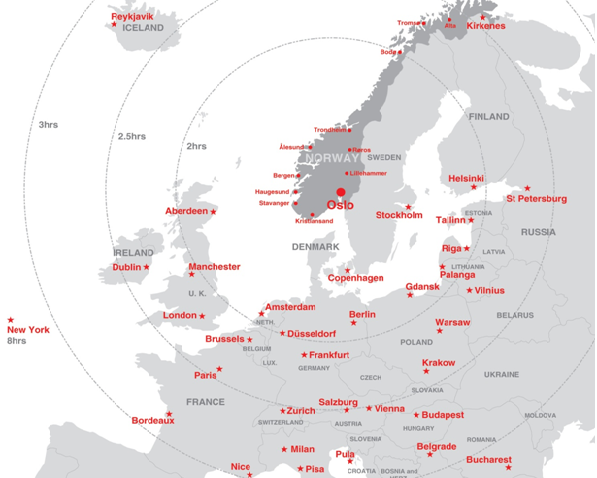 Reykjavik
ICELAND
Tromsø
Alta
Kirkenes
Bodø
3hrs
2.5hrs
2hrs
FINLAND
Trondheim
Ålesund
Røros
NORWAY
SWEDEN
Lillehammer
Bergen
Helsinki
Haugesund
Stavanger
Oslo
St Petersburg
Aberdeen
Kristiansand
Stockholm
Tallinn
ESTONIA
RUSSIA
DENMARK
Riga
LATVIA
IRELAND
Dublin
Manchester
Copenhagen
LITHUANIA
Palanga
Gdansk
Vilnius
U. K.
Amsterdam
London
NETH.
Berlin
BELARUS
New York
8hrs
Brussels
Düsseldorf
Warsaw
BELGIUM
POLAND
Frankfurt
LUX.
GERMANY
Krakow
Paris
CZECH
UKRAINE
SLOVAKIA
FRANCE
Salzburg
Zurich
Vienna
Budapest
MOLDOVA
Bordeaux
SWITZERLAND
AUSTRIA
HUNGARY
SLOVENIA
ROMANIA
Milan
Belgrade
Pula
Bucharest
Nice
Pisa
CROATIA
BOSNIA and
HERZ.